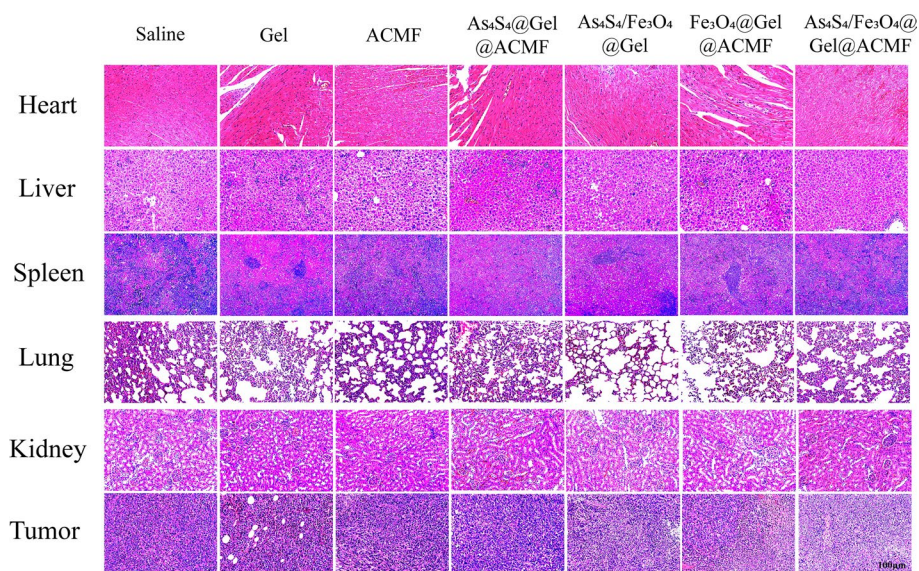 Saline
Gel
ACMF
As₄S₄@Gel
@ACMF
As₄S₄/Fe₃O₄
@Gel
Fe₃O₄@Gel
@ACMF
As₄S₄/Fe₃O₄@
Gel@ACMF
Heart
Liver
Spleen
Lung
Kidney
Tumor
100μm